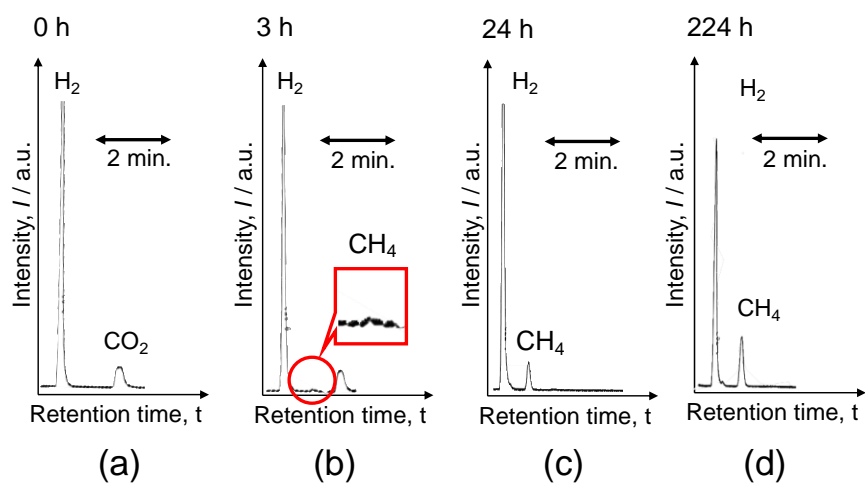 0 h
H₂
2 min.
CO₂
Intensity, I / a.u.
Retention time, t
(a)
3 h
H₂
2 min.
CH₄
Intensity, I / a.u.
Retention time, t
(b)
24 h
H₂
2 min.
CH₄
Intensity, I / a.u.
Retention time, t
(c)
224 h
H₂
2 min.
CH₄
Intensity, I / a.u.
Retention time, t
(d)